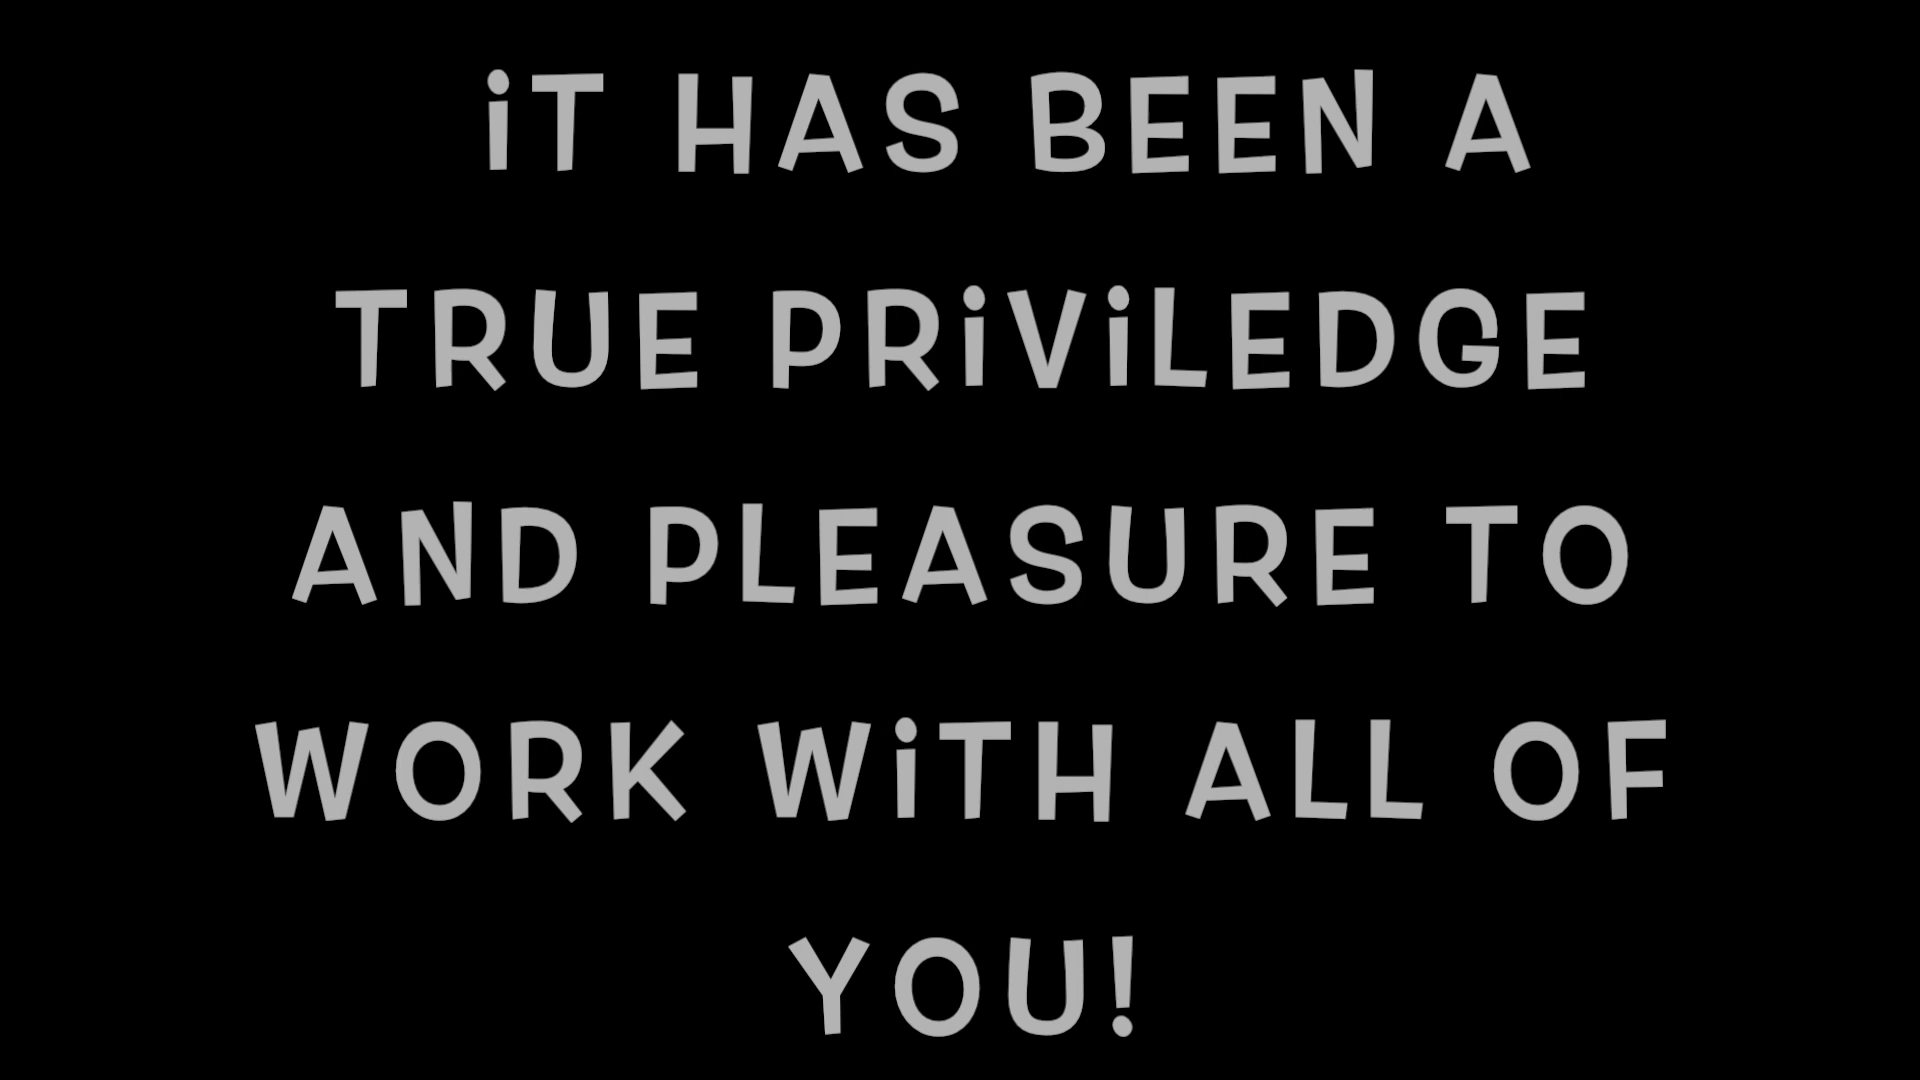 iT HAS BEEN A
TRUE PRiViLEDGE
AND PLEASURE TO
WORK WiTH ALL OF
YOU!